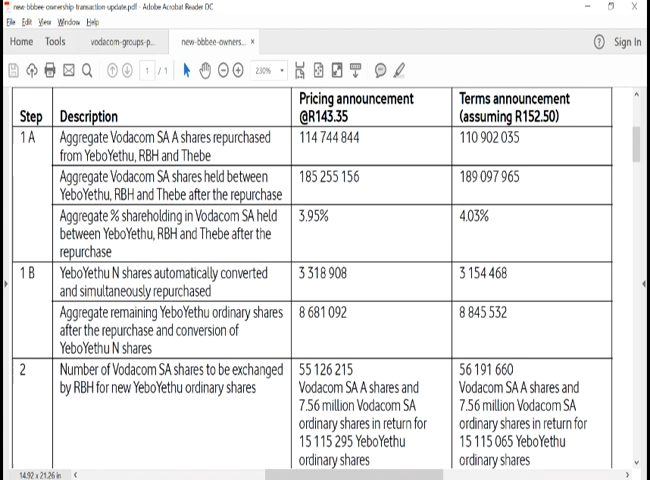 new-bbbee-ownership-transaction-update.pdf - Adobe Acrobat Reader DC
File Edit View Window Help
Home Tools vodacom-groups-p... new-bbbee-owners... × Sign In
1 / 1 230%
Step Description Pricing announcement @R143.35 Terms announcement (assuming R152.50)
1 A Aggregate Vodacom SA A shares repurchased 114 744 844 110 902 035
from YeboYethu, RBH and Thebe
Aggregate Vodacom SA shares held between 185 255 156 189 097 965
YeboYethu, RBH and Thebe after the repurchase
Aggregate % shareholding in Vodacom SA held 3.95% 4.03%
between YeboYethu, RBH and Thebe after the
repurchase
1 B YeboYethu N shares automatically converted 3 318 908 3 154 468
and simultaneously repurchased
Aggregate remaining YeboYethu ordinary shares 8 681 092 8 845 532
after the repurchase and conversion of
YeboYethu N shares
2 Number of Vodacom SA shares to be exchanged 55 126 215 56 191 660
by RBH for new YeboYethu ordinary shares Vodacom SA A shares and Vodacom SA A shares and
7.56 million Vodacom SA 7.56 million Vodacom SA
ordinary shares in return for ordinary shares in return for
15 115 295 YeboYethu 15 115 065 YeboYethu
ordinary shares ordinary shares
14.92 x 21.26 in